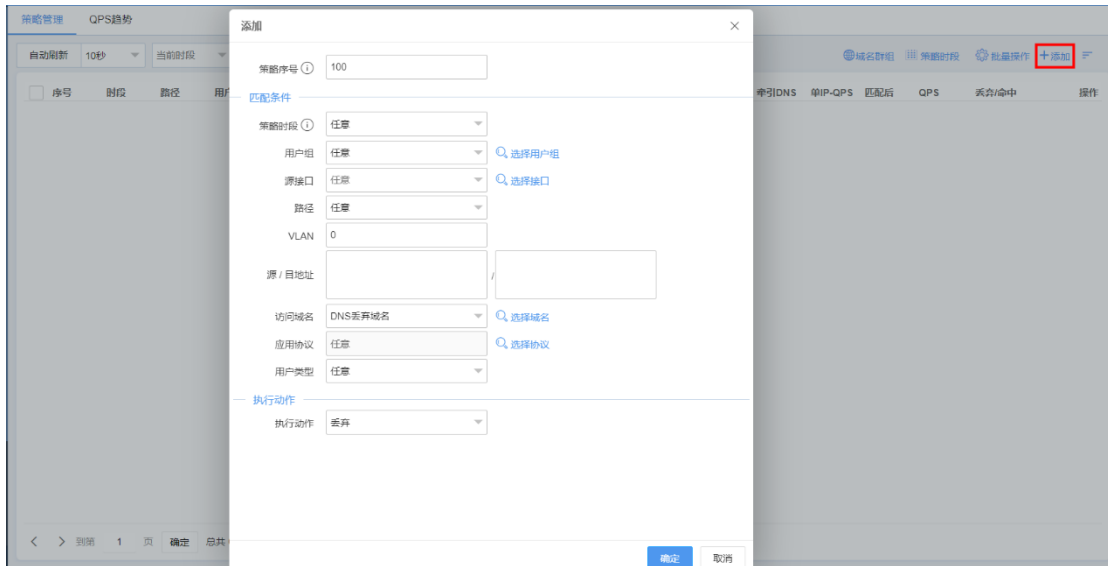 策略管理 QPS趋势
添加
自动刷新 10秒 当前时段
域名群组 策略时段 批量操作 +添加
策略序号 100
序号 时段 路径 用户
牵引DNS 单IP-QPS 匹配后 QPS 丢弃/命中 操作
匹配条件
策略时段 任意
用户组 任意 选择用户组
源接口 任意 选择接口
路径 任意
VLAN 0
源 / 目地址 /
访问域名 DNS丢弃域名 选择域名
应用协议 任意 选择协议
用户类型 任意
执行动作
执行动作 丢弃
到第 1 页 确定 总共
确定 取消